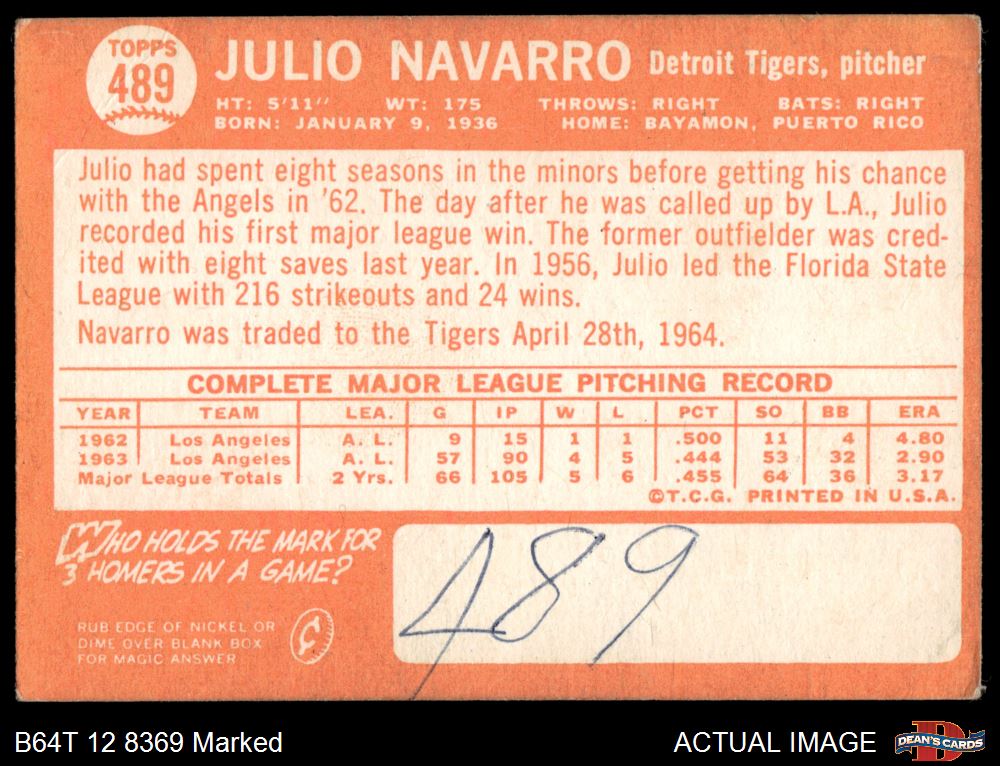 TOPPS
489
JULIO NAVARRO Detroit Tigers, pitcher
HT: 5'11" WT: 175 THROWS: RIGHT BATS: RIGHT
BORN: JANUARY 9, 1936 HOME: BAYAMON, PUERTO RICO
Julio had spent eight seasons in the minors before getting his chance
with the Angels in '62. The day after he was called up by L.A., Julio
recorded his first major league win. The former outfielder was cred-
ited with eight saves last year. In 1956, Julio led the Florida State
League with 216 strikeouts and 24 wins.
Navarro was traded to the Tigers April 28th, 1964.
COMPLETE MAJOR LEAGUE PITCHING RECORD
YEAR TEAM LEA. G IP W L PCT SO BB ERA
1962 Los Angeles A. L. 9 15 1 1 .500 11 4 4.80
1963 Los Angeles A. L. 57 90 4 5 .444 53 32 2.90
Major League Totals 2 Yrs. 66 105 5 6 .455 64 36 3.17
©T.C.G. PRINTED IN U.S.A.
WHO HOLDS THE MARK FOR
3 HOMERS IN A GAME?
RUB EDGE OF NICKEL OR
DIME OVER BLANK BOX
FOR MAGIC ANSWER
¢
489
B64T 12 8369 Marked
ACTUAL IMAGE
D
DEAN'S CARDS